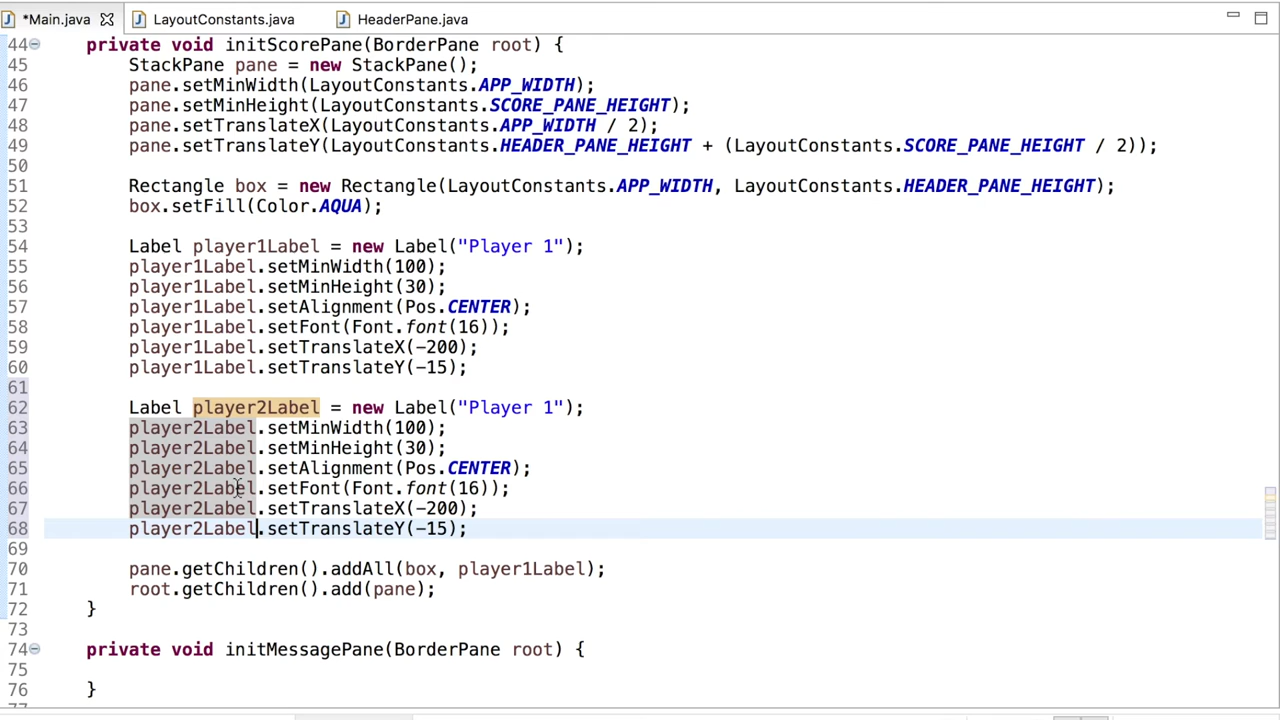 *Main.java LayoutConstants.java HeaderPane.java
44 private void initScorePane(BorderPane root) {
45 StackPane pane = new StackPane();
46 pane.setMinWidth(LayoutConstants.APP_WIDTH);
47 pane.setMinHeight(LayoutConstants.SCORE_PANE_HEIGHT);
48 pane.setTranslateX(LayoutConstants.APP_WIDTH / 2);
49 pane.setTranslateY(LayoutConstants.HEADER_PANE_HEIGHT + (LayoutConstants.SCORE_PANE_HEIGHT / 2));
50
51 Rectangle box = new Rectangle(LayoutConstants.APP_WIDTH, LayoutConstants.HEADER_PANE_HEIGHT);
52 box.setFill(Color.AQUA);
53
54 Label player1Label = new Label("Player 1");
55 player1Label.setMinWidth(100);
56 player1Label.setMinHeight(30);
57 player1Label.setAlignment(Pos.CENTER);
58 player1Label.setFont(Font.font(16));
59 player1Label.setTranslateX(-200);
60 player1Label.setTranslateY(-15);
61
62 Label player2Label = new Label("Player 1");
63 player2Label.setMinWidth(100);
64 player2Label.setMinHeight(30);
65 player2Label.setAlignment(Pos.CENTER);
66 player2Label.setFont(Font.font(16));
67 player2Label.setTranslateX(-200);
68 player2Label.setTranslateY(-15);
69
70 pane.getChildren().addAll(box, player1Label);
71 root.getChildren().add(pane);
72 }
73
74 private void initMessagePane(BorderPane root) {
75
76 }